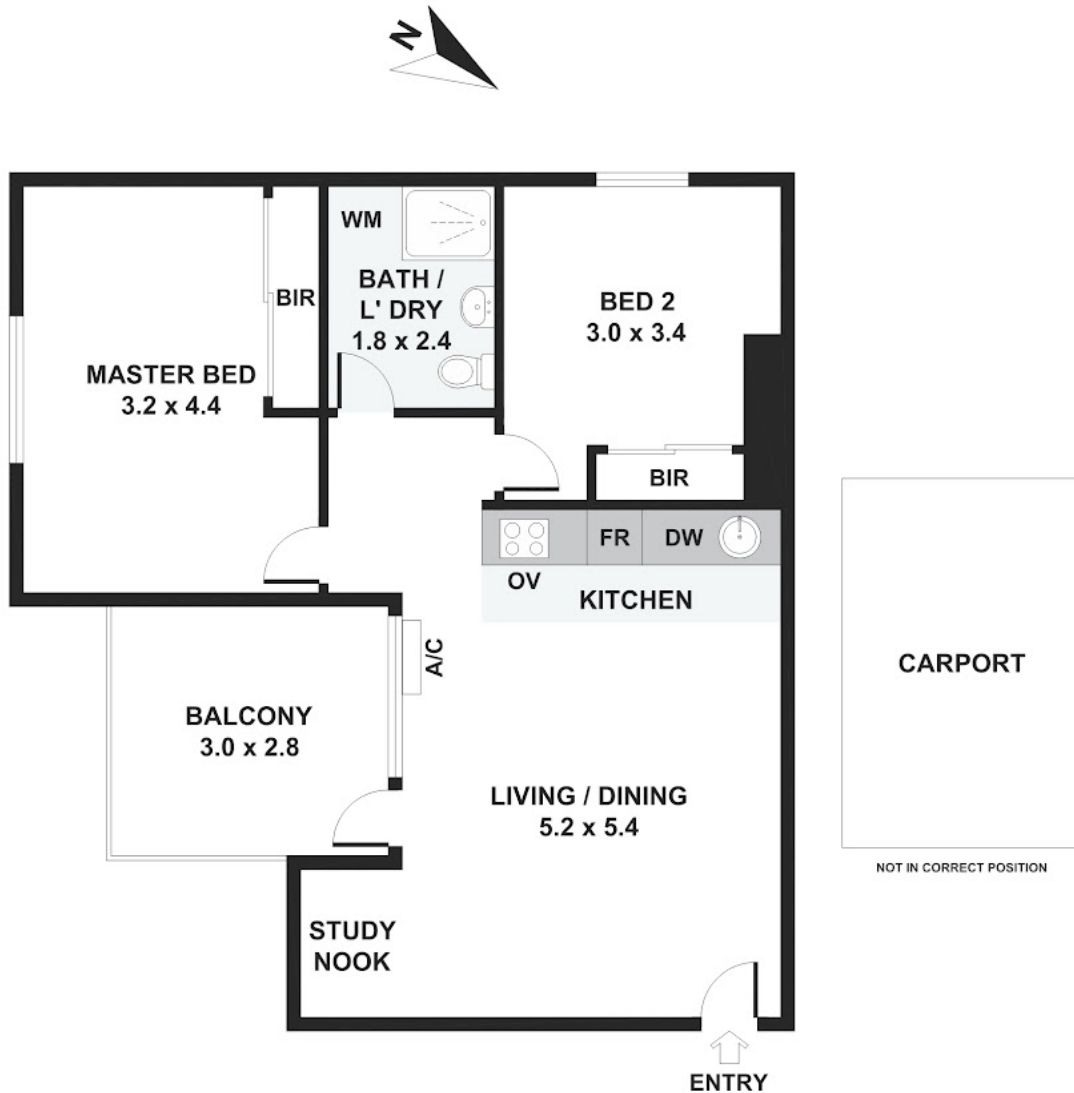 N
WM
BATH /
L' DRY
1.8 x 2.4
BIR
BED 2
3.0 x 3.4
MASTER BED
3.2 x 4.4
BIR
FR
DW
OV
KITCHEN
A/C
CARPORT
BALCONY
3.0 x 2.8
LIVING / DINING
5.2 x 5.4
NOT IN CORRECT POSITION
STUDY
NOOK
ENTRY